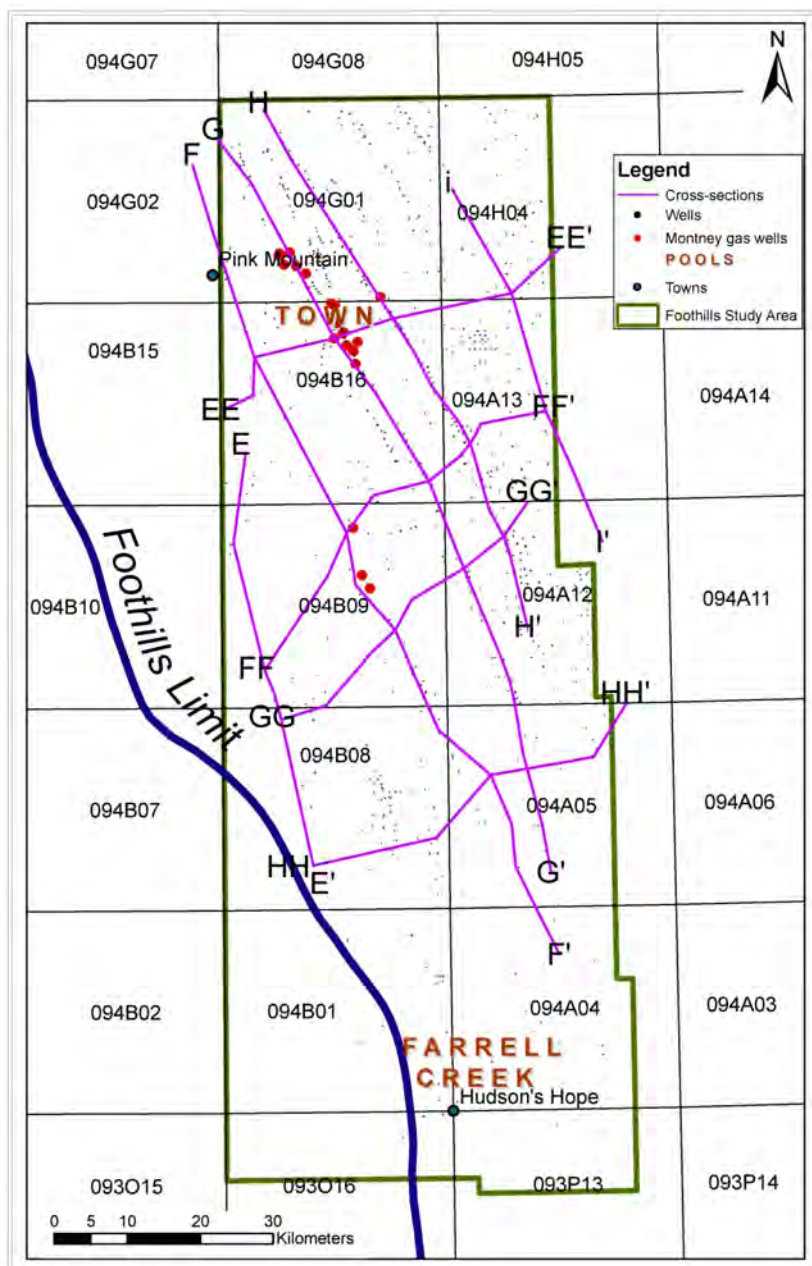 094G07
094G08
094H05
N
H
G
F
Legend
Cross-sections
Wells
Montney gas wells
POOLS
Towns
Foothills Study Area
094G02
094G01
i
094H04
EE'
Pink Mountain
TOWN
094B15
094B16
094A13
FF'
094A14
EE
E
GG'
I'
Foothills Limit
094B10
094B09
094A12
094A11
H'
FF
GG
HH'
094B08
094B07
094A05
094A06
HH
E'
G'
F'
094B02
094B01
094A04
094A03
FARRELL
CREEK
Hudson's Hope
093O15
093O16
093P13
093P14
0 5 10 20 30
Kilometers